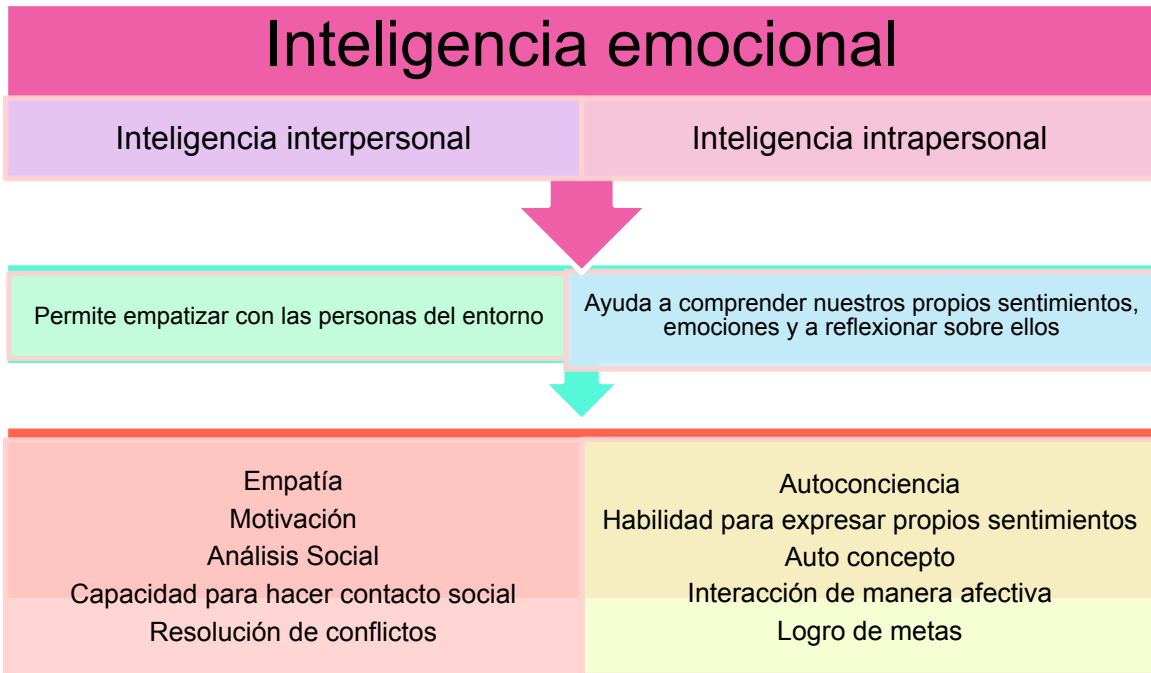 Inteligencia emocional
Inteligencia interpersonal
Inteligencia intrapersonal
Permite empatizar con las personas del entorno
Ayuda a comprender nuestros propios sentimientos,
emociones y a reflexionar sobre ellos
Empatía
Motivación
Análisis Social
Capacidad para hacer contacto social
Resolución de conflictos
Autoconciencia
Habilidad para expresar propios sentimientos
Auto concepto
Interacción de manera afectiva
Logro de metas